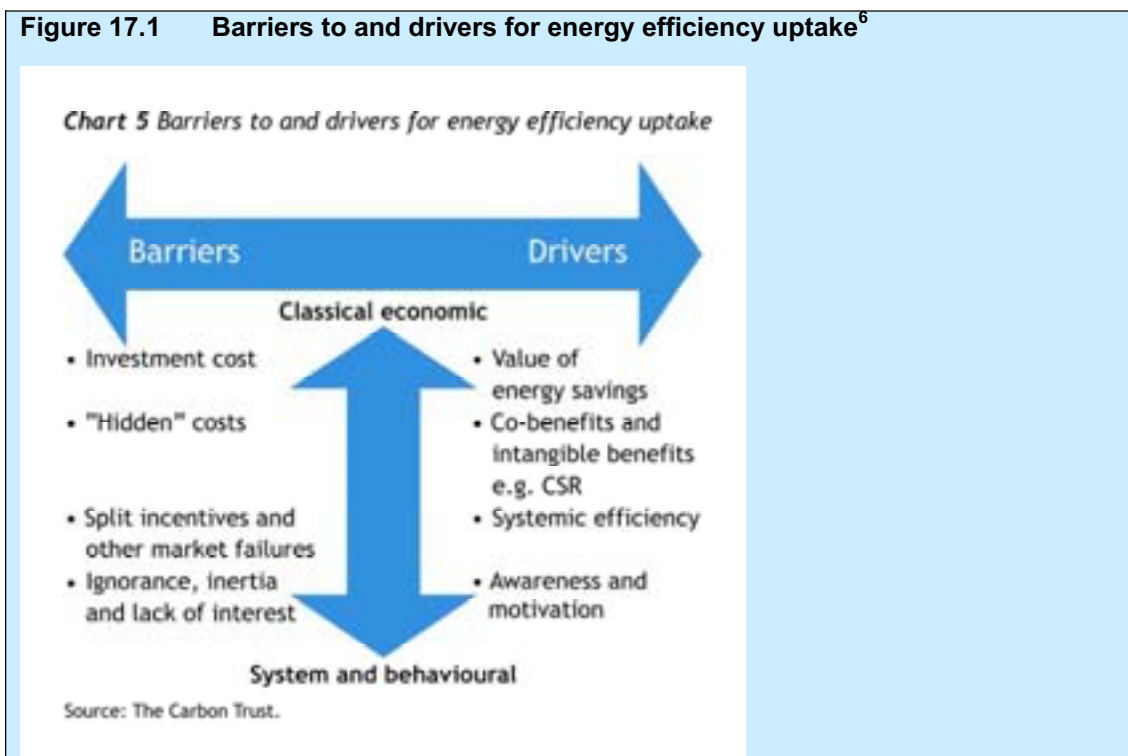 Figure 17.1 Barriers to and drivers for energy efficiency uptake6
Chart 5 Barriers to and drivers for energy efficiency uptake
Barriers
Drivers
Classical economic
• Investment cost
• "Hidden" costs
• Split incentives and
other market failures
• Ignorance, inertia
and lack of interest
• Value of
energy savings
• Co-benefits and
intangible benefits
e.g. CSR
• Systemic efficiency
• Awareness and
motivation
System and behavioural
Source: The Carbon Trust.